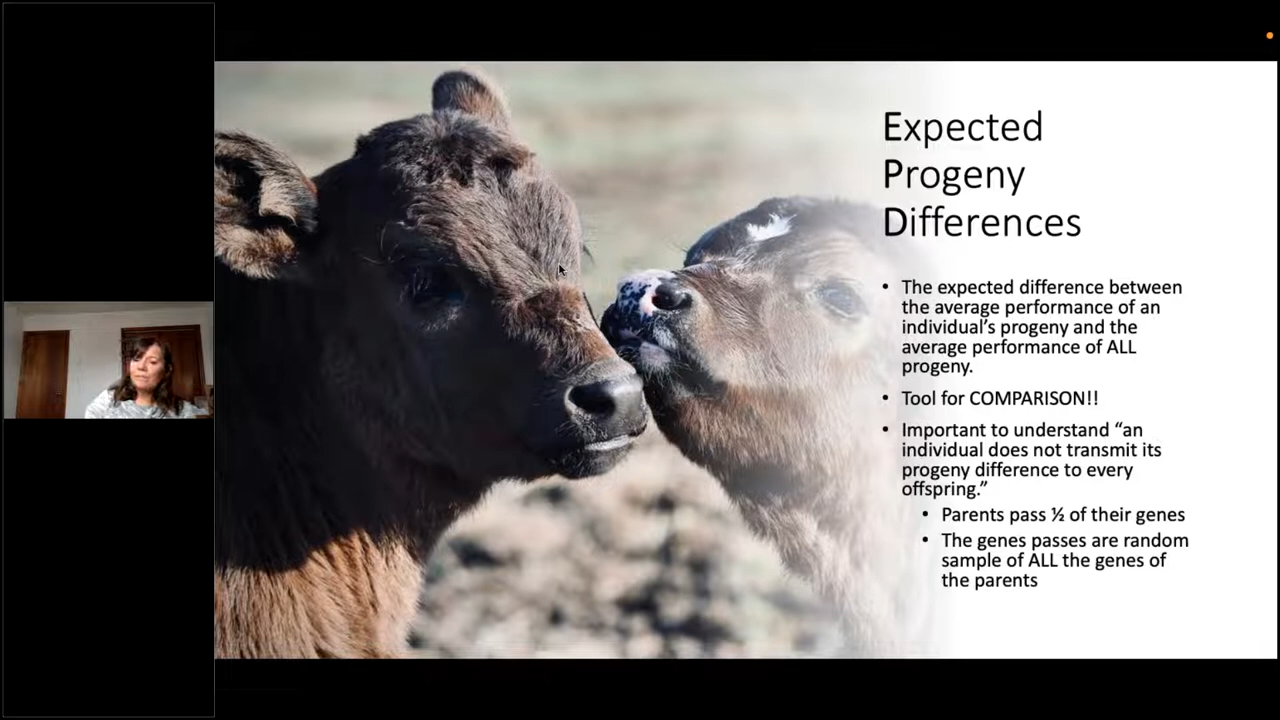 Expected
Progeny
Differences
• The expected difference between
the average performance of an
individual’s progeny and the
average performance of ALL
progeny.
• Tool for COMPARISON!!
• Important to understand “an
individual does not transmit its
progeny difference to every
offspring.”
• Parents pass ½ of their genes
• The genes passes are random
sample of ALL the genes of
the parents